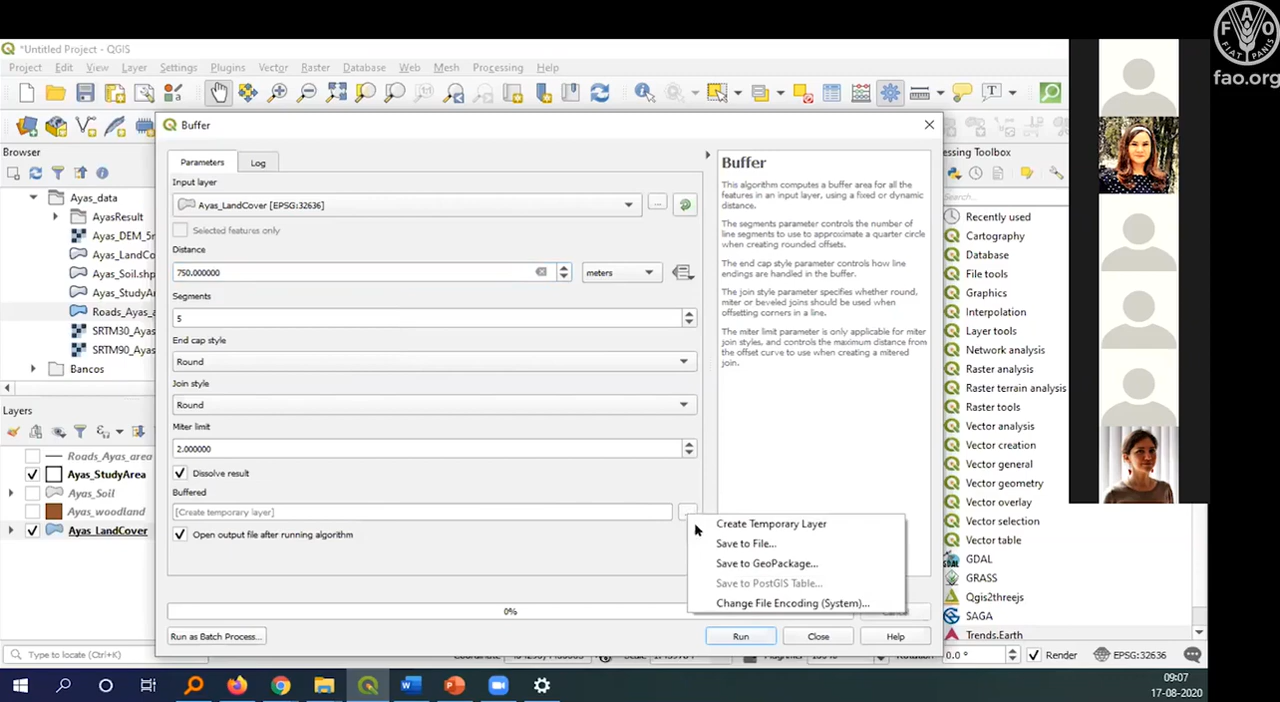 FAO
FIAT PANIS
fao.org
*Untitled Project - QGIS
Project Edit View Layer Settings Plugins Vector Raster Database Web Mesh Processing Help
Browser
Ayas_data
AyasResult
Ayas_DEM_5r
Ayas_LandCo
Ayas_Soil.shp
Ayas_StudyAr
Roads_Ayas_a
SRTM30_Ayas
SRTM90_Ayas
Bancos
Layers
Roads_Ayas_area
Ayas_StudyArea
Ayas_Soil
Ayas_woodland
Ayas_LandCover
Type to locate (Ctrl+K)
Buffer
Parameters Log
Input layer
Ayas_LandCover [EPSG:32636]
...
Selected features only
Distance
750.000000
meters
Segments
5
End cap style
Round
Join style
Round
Miter limit
2.000000
Dissolve result
Buffered
[Create temporary layer]
Open output file after running algorithm
Create Temporary Layer
Save to File...
Save to GeoPackage...
Save to PostGIS Table...
Change File Encoding (System)...
0%
Run as Batch Process...
Run Close Help
Buffer
This algorithm computes a buffer area for all the
features in an input layer, using a fixed or dynamic
distance.
The segments parameter controls the number of
line segments to use to approximate a quarter circle
when creating rounded offsets.
The end cap style parameter controls how line
endings are handled in the buffer.
The join style parameter specifies whether round,
miter or beveled joins should be used when
offsetting corners in a line.
The miter limit parameter is only applicable for miter
join styles, and controls the maximum distance from
the offset curve to use when creating a mitered
join.
essing Toolbox
Search...
Recently used
Cartography
Database
File tools
Graphics
Interpolation
Layer tools
Network analysis
Raster analysis
Raster terrain analysis
Raster tools
Vector analysis
Vector creation
Vector general
Vector geometry
Vector overlay
Vector selection
Vector table
GDAL
GRASS
Qgis2threejs
SAGA
Trends.Earth
0.0 °
Render
EPSG:32636
09:07
17-08-2020